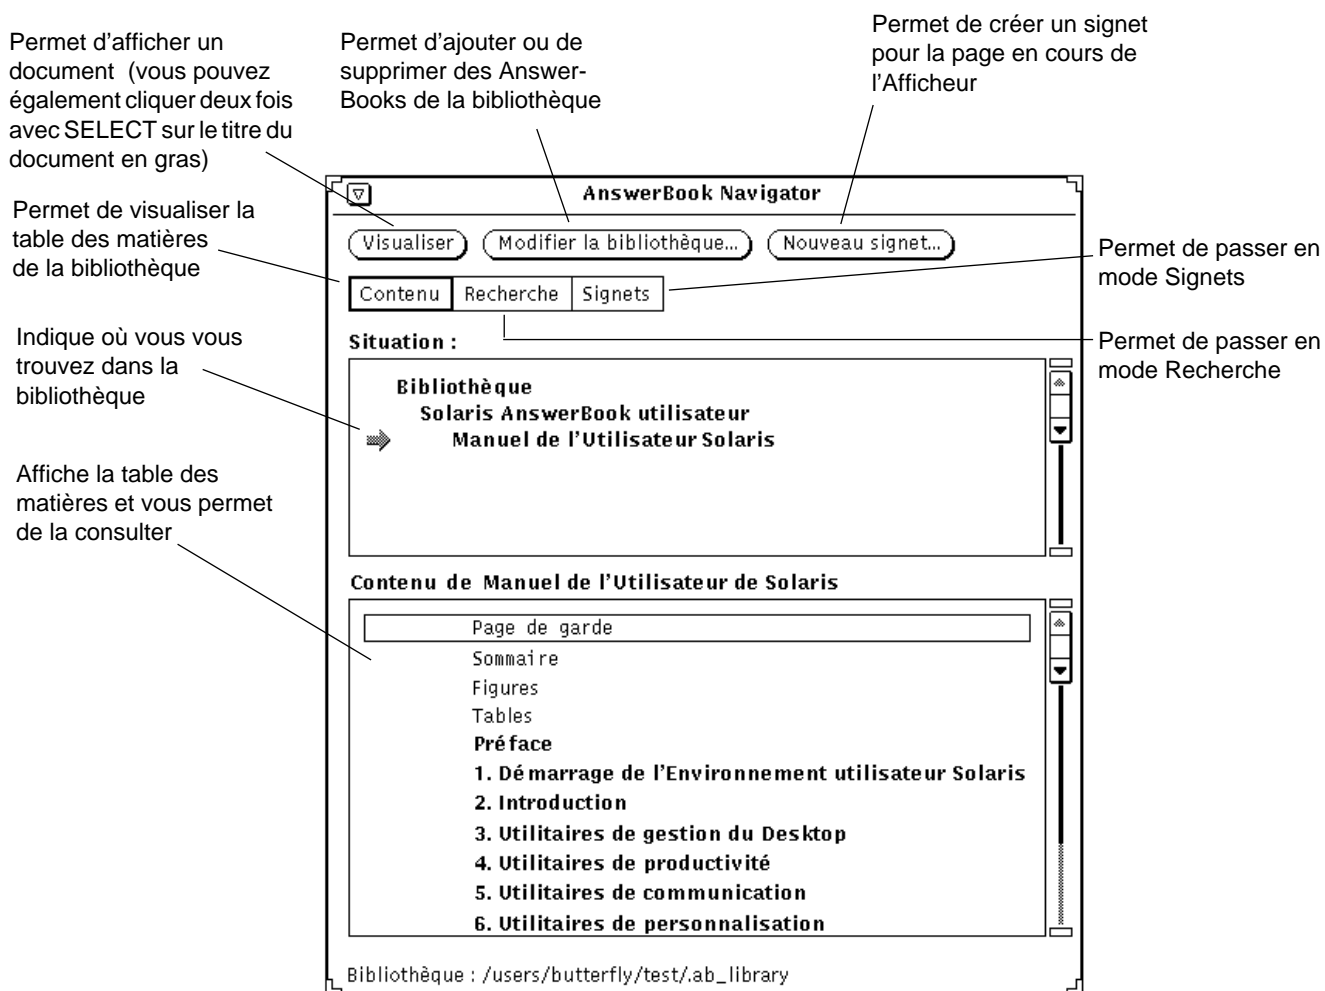 Permet d'afficher un
document (vous pouvez
également cliquer deux fois
avec SELECT sur le titre du
document en gras)
Permet d'ajouter ou de
supprimer des Answer-
Books de la bibliothèque
Permet de créer un signet
pour la page en cours de
l'Afficheur
Permet de visualiser la
table des matières
de la bibliothèque
Indique où vous vous
trouvez dans la
bibliothèque
Affiche la table des
matières et vous permet
de la consulter
AnswerBook Navigator
Visualiser
Modifier la bibliothèque...
Nouveau signet...
Contenu
Recherche
Signets
Permet de passer en
mode Signets
Permet de passer en
mode Recherche
Situation :
Bibliothèque
Solaris AnswerBook utilisateur
Manuel de l'Utilisateur Solaris
Contenu de Manuel de l'Utilisateur de Solaris
Page de garde
Sommaire
Figures
Tables
Préface
1. Démarrage de l'Environnement utilisateur Solaris
2. Introduction
3. Utilitaires de gestion du Desktop
4. Utilitaires de productivité
5. Utilitaires de communication
6. Utilitaires de personnalisation
Bibliothèque : /users/butterfly/test/.ab_library